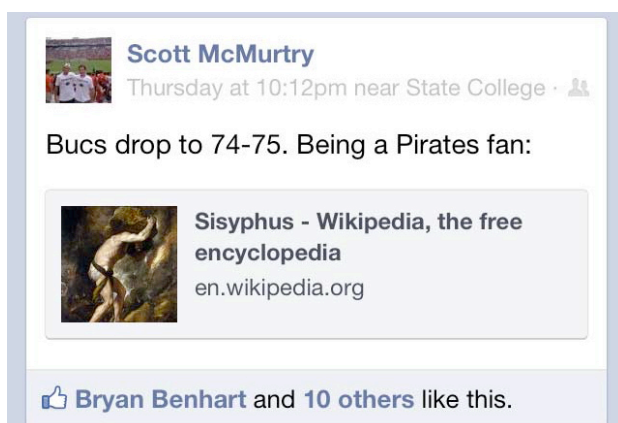 Scott McMurtry
Thursday at 10:12pm near State College ·
Bucs drop to 74-75. Being a Pirates fan:
Sisyphus - Wikipedia, the free
encyclopedia
en.wikipedia.org
Bryan Benhart and 10 others like this.